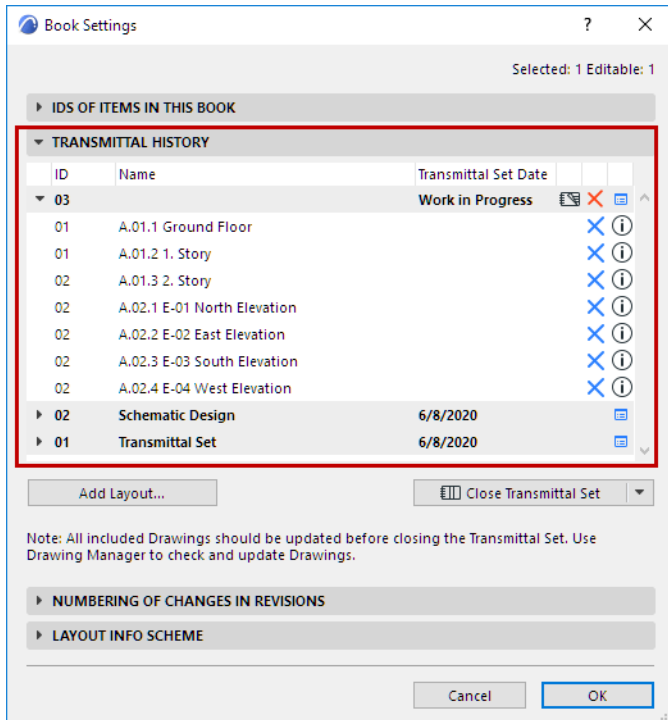 Book Settings
Selected: 1 Editable: 1
IDS OF ITEMS IN THIS BOOK
TRANSMITTAL HISTORY
ID Name Transmittal Set Date
03 Work in Progress
01 A.01.1 Ground Floor
01 A.01.2 1. Story
02 A.01.3 2. Story
02 A.02.1 E-01 North Elevation
02 A.02.2 E-02 East Elevation
02 A.02.3 E-03 South Elevation
02 A.02.4 E-04 West Elevation
02 Schematic Design 6/8/2020
01 Transmittal Set 6/8/2020
Add Layout... Close Transmittal Set
Note: All included Drawings should be updated before closing the Transmittal Set. Use
Drawing Manager to check and update Drawings.
NUMBERING OF CHANGES IN REVISIONS
LAYOUT INFO SCHEME
Cancel OK